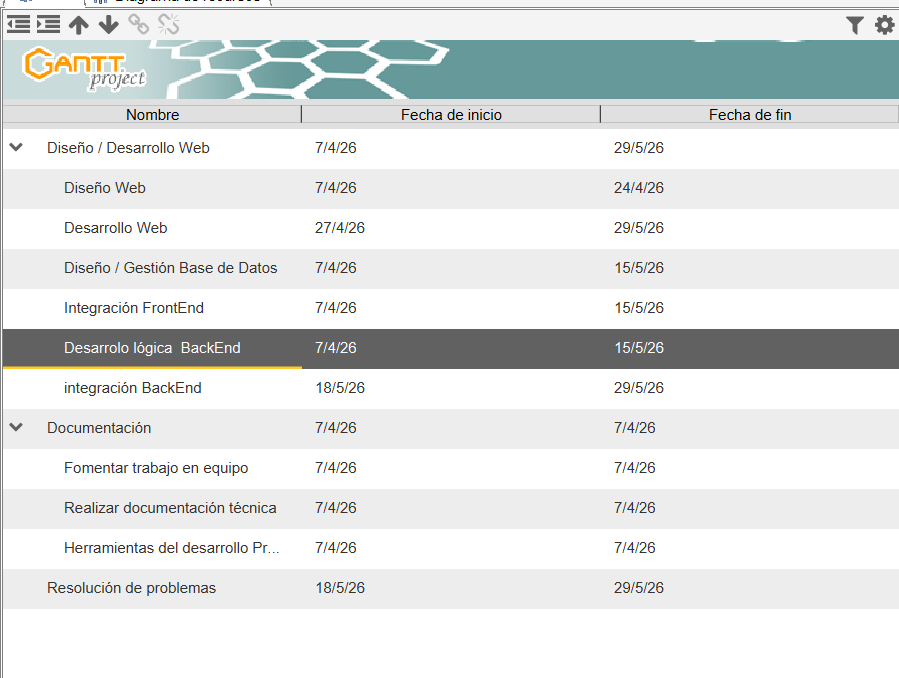 Diagrama de recursos
GANTT
project
Nombre Fecha de inicio Fecha de fin
Diseño / Desarrollo Web 7/4/26 29/5/26
Diseño Web 7/4/26 24/4/26
Desarrollo Web 27/4/26 29/5/26
Diseño / Gestión Base de Datos 7/4/26 15/5/26
Integración FrontEnd 7/4/26 15/5/26
Desarrolo lógica  BackEnd 7/4/26 15/5/26
integración BackEnd 18/5/26 29/5/26
Documentación 7/4/26 7/4/26
Fomentar trabajo en equipo 7/4/26 7/4/26
Realizar documentación técnica 7/4/26 7/4/26
Herramientas del desarrollo Pr... 7/4/26 7/4/26
Resolución de problemas 18/5/26 29/5/26